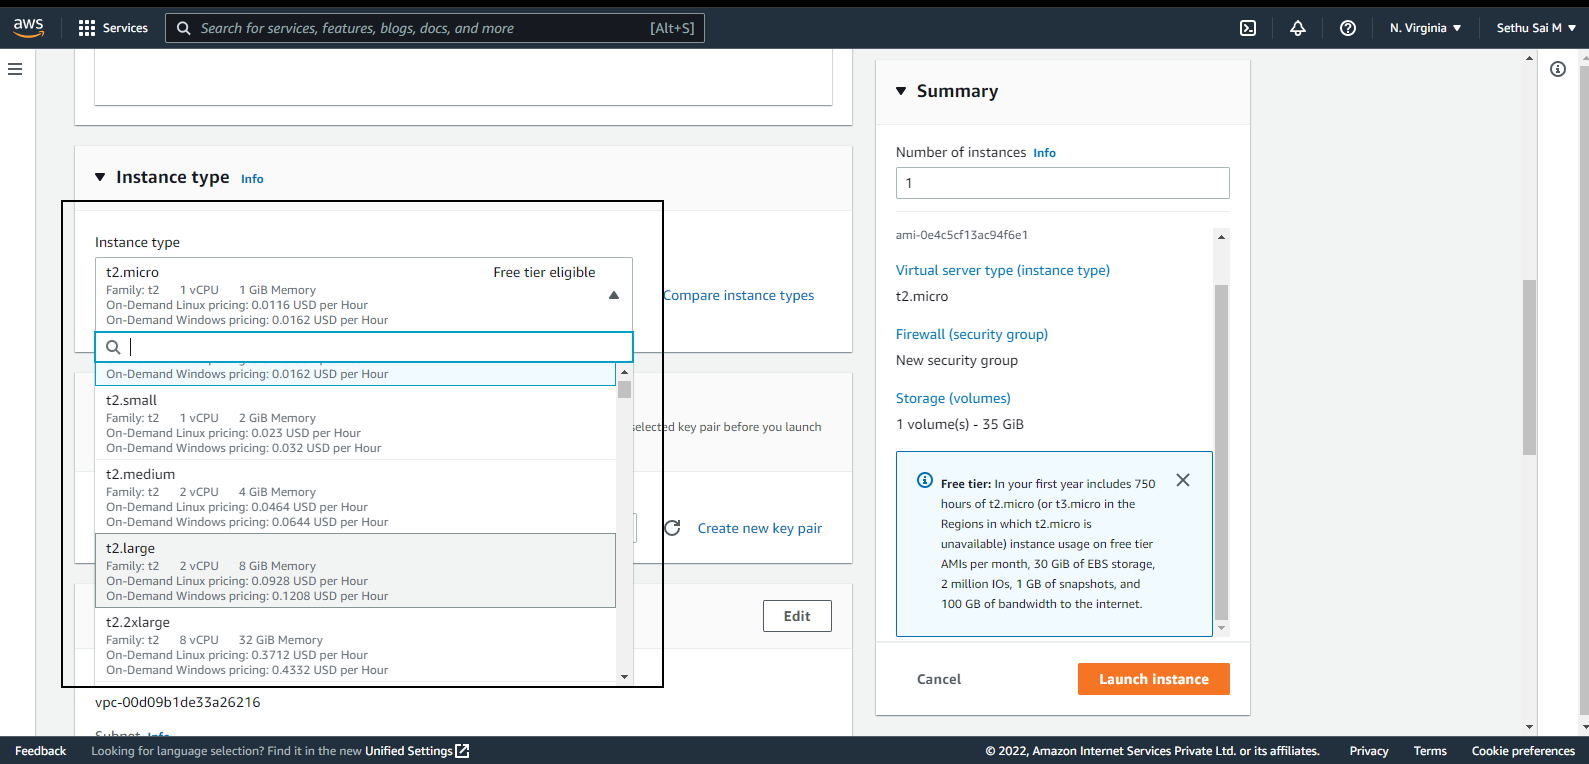 aws
Services
Search for services, features, blogs, docs, and more [Alt+S]
N. Virginia
Sethu Sai M
Instance type Info
Instance type
t2.micro Free tier eligible
Family: t2 1 vCPU 1 GiB Memory
On-Demand Linux pricing: 0.0116 USD per Hour
On-Demand Windows pricing: 0.0162 USD per Hour
Compare instance types
On-Demand Windows pricing: 0.0162 USD per Hour
t2.small
Family: t2 1 vCPU 2 GiB Memory
On-Demand Linux pricing: 0.023 USD per Hour
On-Demand Windows pricing: 0.032 USD per Hour
t2.medium
Family: t2 2 vCPU 4 GiB Memory
On-Demand Linux pricing: 0.0464 USD per Hour
On-Demand Windows pricing: 0.0644 USD per Hour
t2.large
Family: t2 2 vCPU 8 GiB Memory
On-Demand Linux pricing: 0.0928 USD per Hour
On-Demand Windows pricing: 0.1208 USD per Hour
t2.2xlarge
Family: t2 8 vCPU 32 GiB Memory
On-Demand Linux pricing: 0.3712 USD per Hour
On-Demand Windows pricing: 0.4332 USD per Hour
selected key pair before you launch
Create new key pair
Edit
vpc-00d09b1de33a26216
Subnet Info
Summary
Number of instances Info
1
ami-0e4c5cf13ac94f6e1
Virtual server type (instance type)
t2.micro
Firewall (security group)
New security group
Storage (volumes)
1 volume(s) - 35 GiB
Free tier: In your first year includes 750
hours of t2.micro (or t3.micro in the
Regions in which t2.micro is
unavailable) instance usage on free tier
AMIs per month, 30 GiB of EBS storage,
2 million IOs, 1 GB of snapshots, and
100 GB of bandwidth to the internet.
Cancel
Launch instance
Feedback
Looking for language selection? Find it in the new Unified Settings
© 2022, Amazon Internet Services Private Ltd. or its affiliates.
Privacy
Terms
Cookie preferences